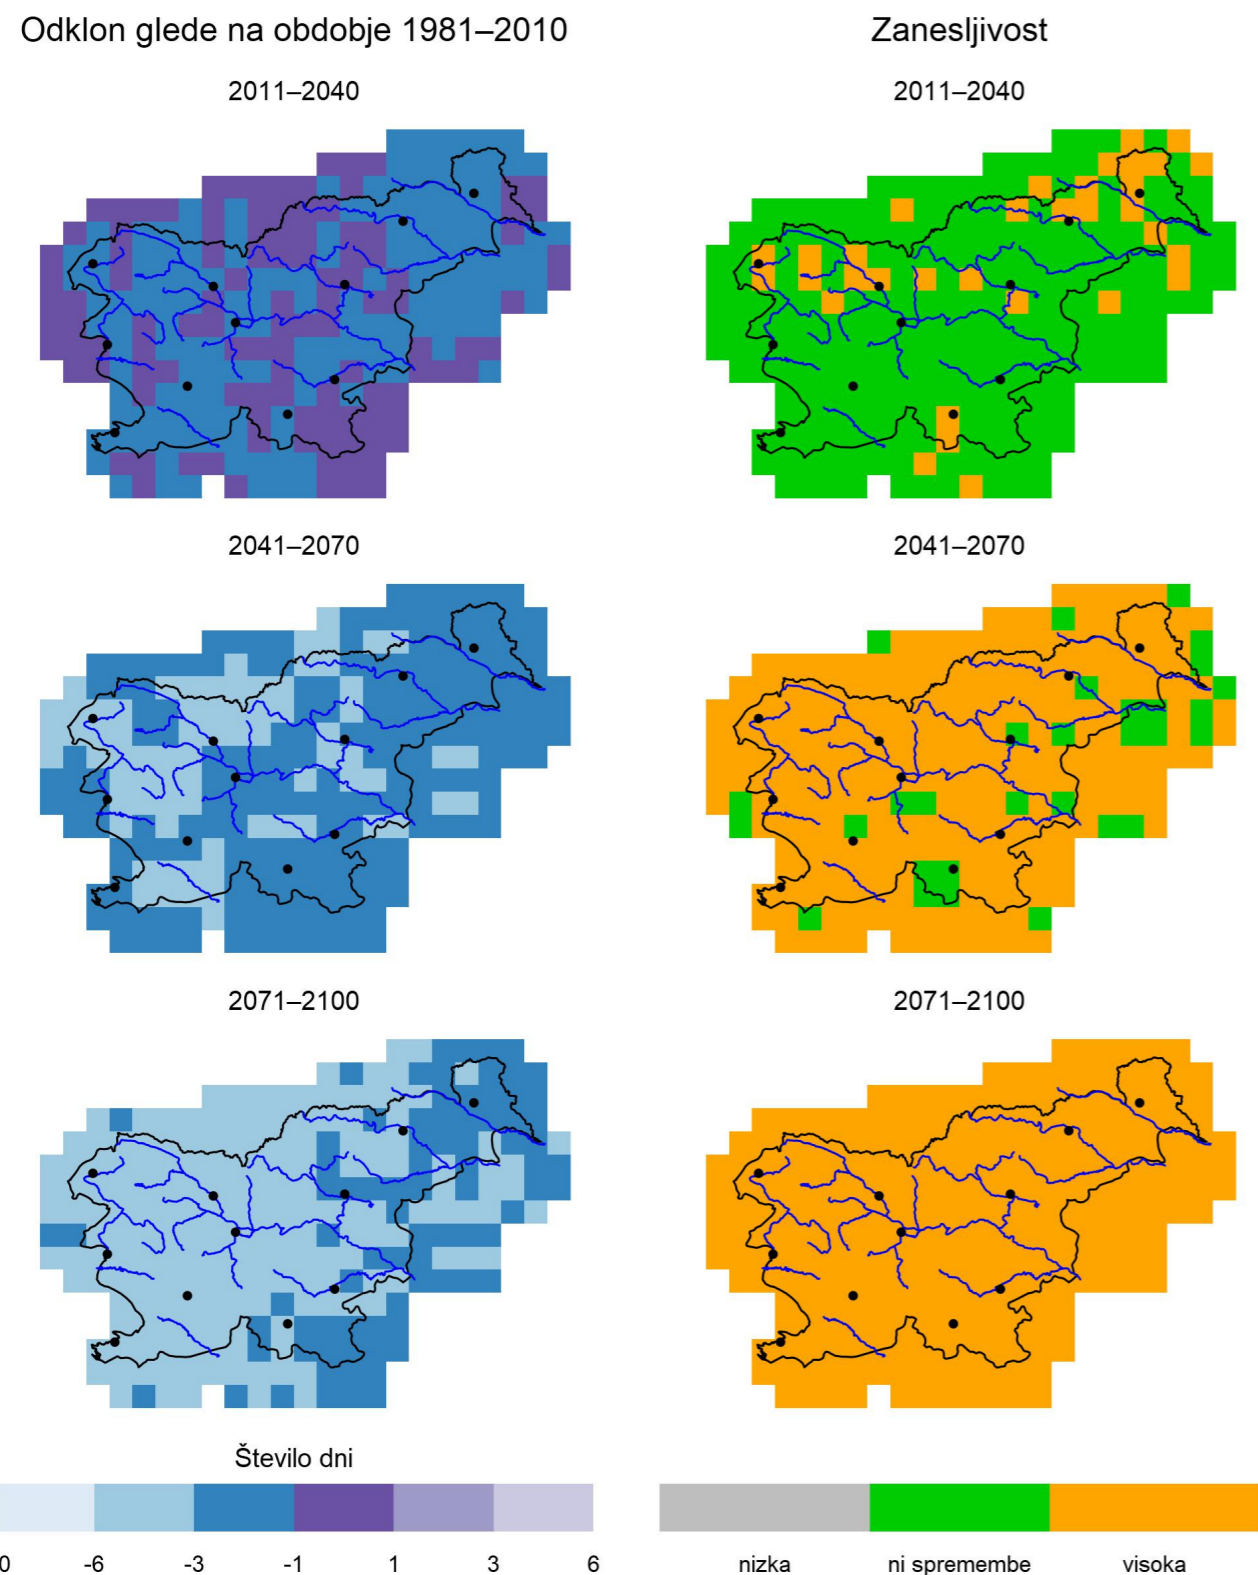 Odklon glede na obdobje 1981–2010
Zanesljivost
2011–2040
2011–2040
2041–2070
2041–2070
2071–2100
2071–2100
Število dni
0 -6 -3 -1 1 3 6
nizka ni spremembe visoka